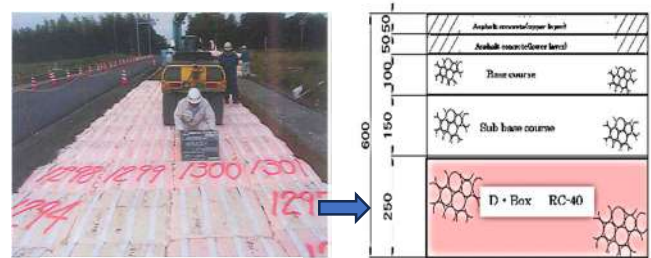 1298 1299 1300 1301
1294
129
50
Asphalt concrete(upper layer)
50
Asphalt concrete(lower layer)
100
Base course
150
Sub base course
600
250
D・Box RC-40